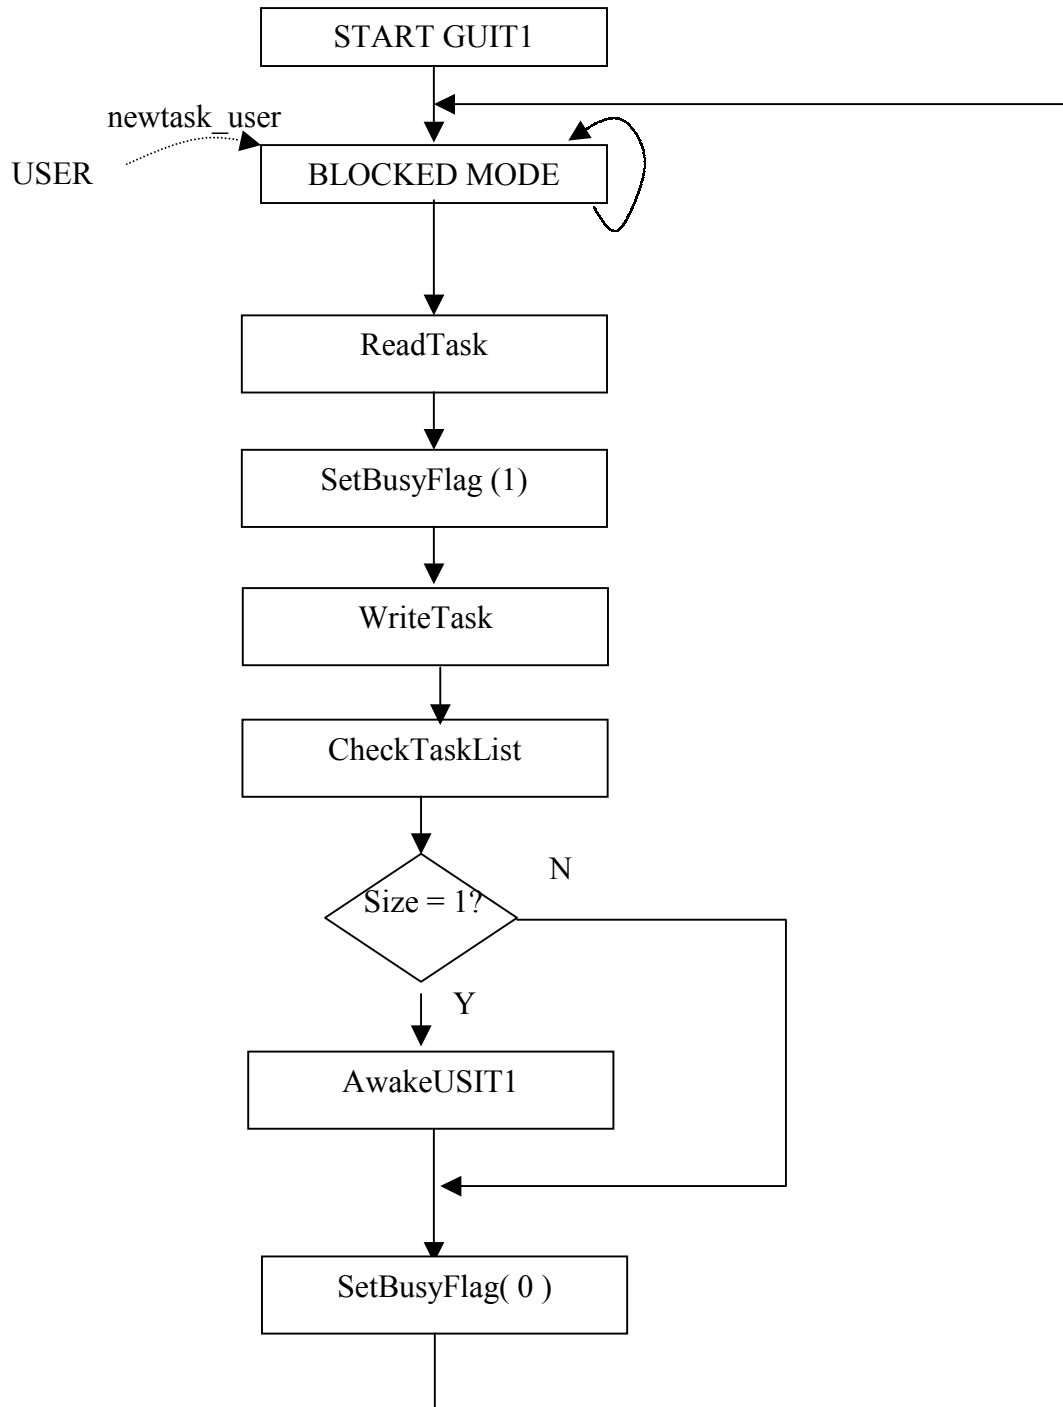 START GUIT1
newtask_user
USER
BLOCKED MODE
ReadTask
SetBusyFlag (1)
WriteTask
CheckTaskList
N
Size = 1?
Y
AwakeUSIT1
SetBusyFlag( 0 )